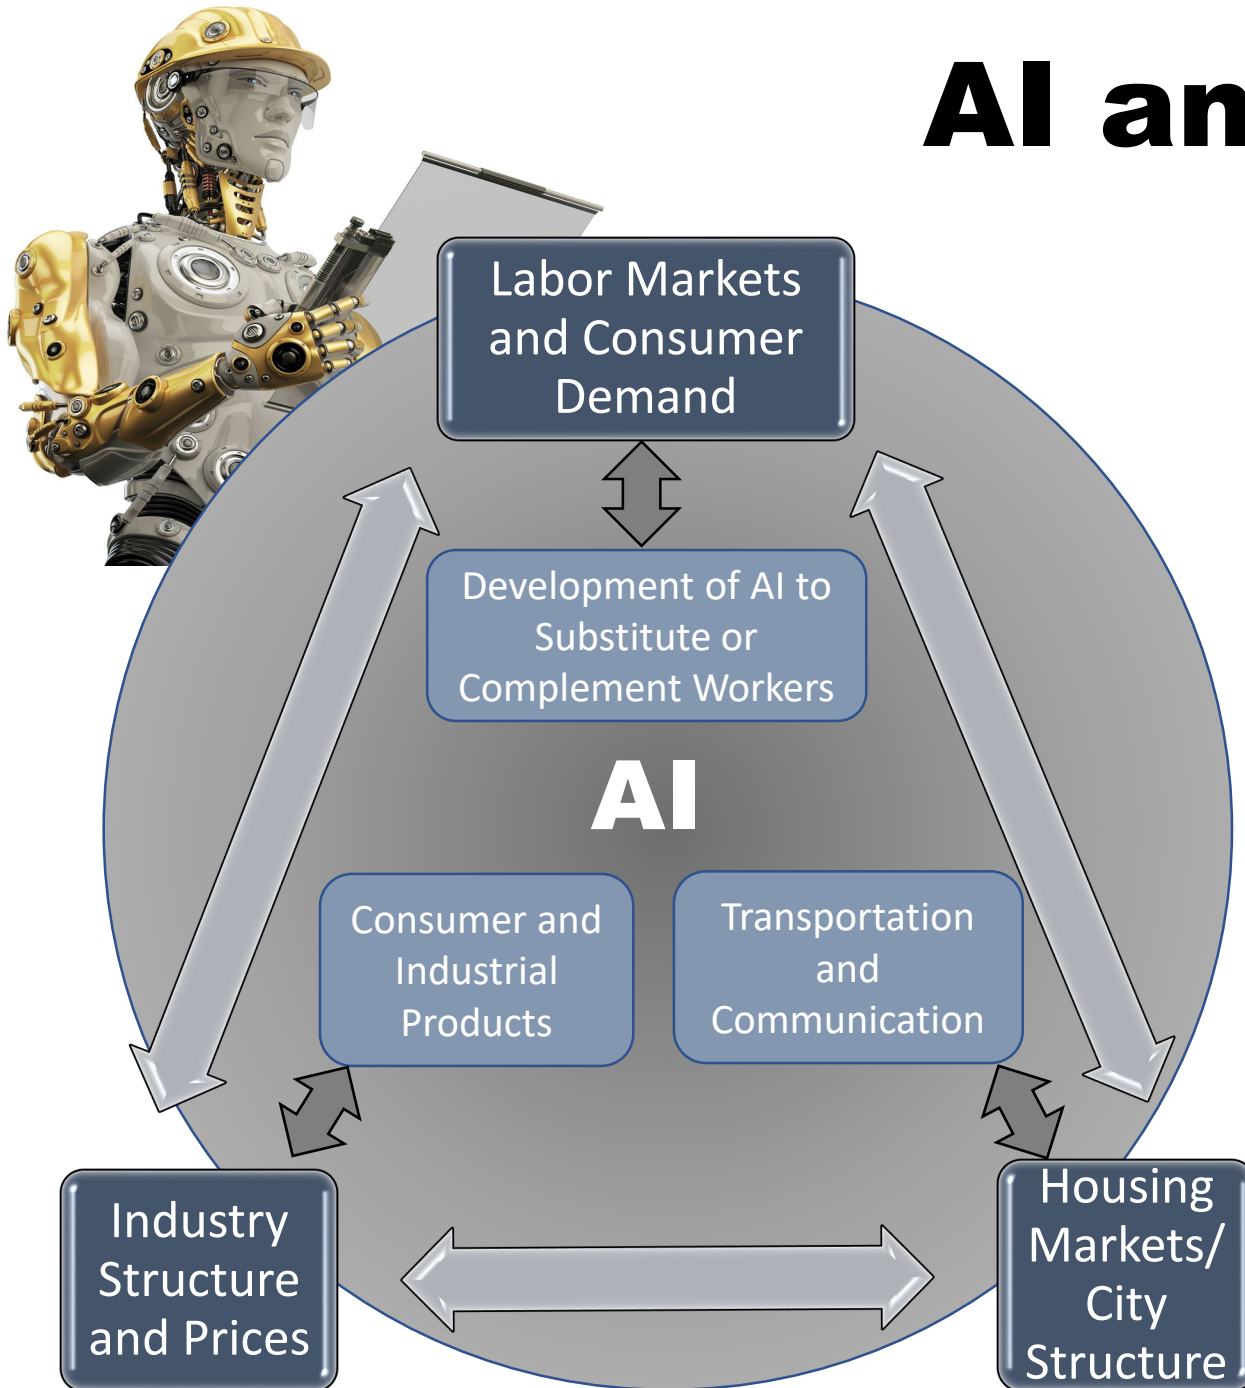 AI an
Labor Markets
and Consumer
Demand
Development of AI to
Substitute or
Complement Workers
AI
Consumer and
Industrial
Products
Transportation
and
Communication
Industry
Structure
and Prices
Housing
Markets/
City
Structure